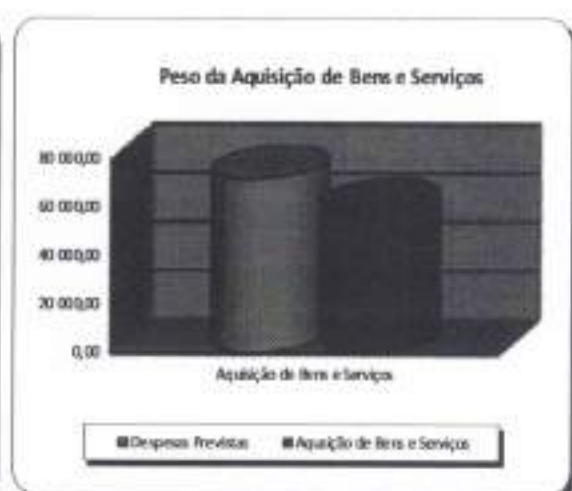 Peso da Aquisição de Bens e Serviços
80 000,00
60 000,00
40 000,00
20 000,00
0,00
Aquisição de Bens e Serviços
Despesas Previstas Aquisição de Bens e Serviços